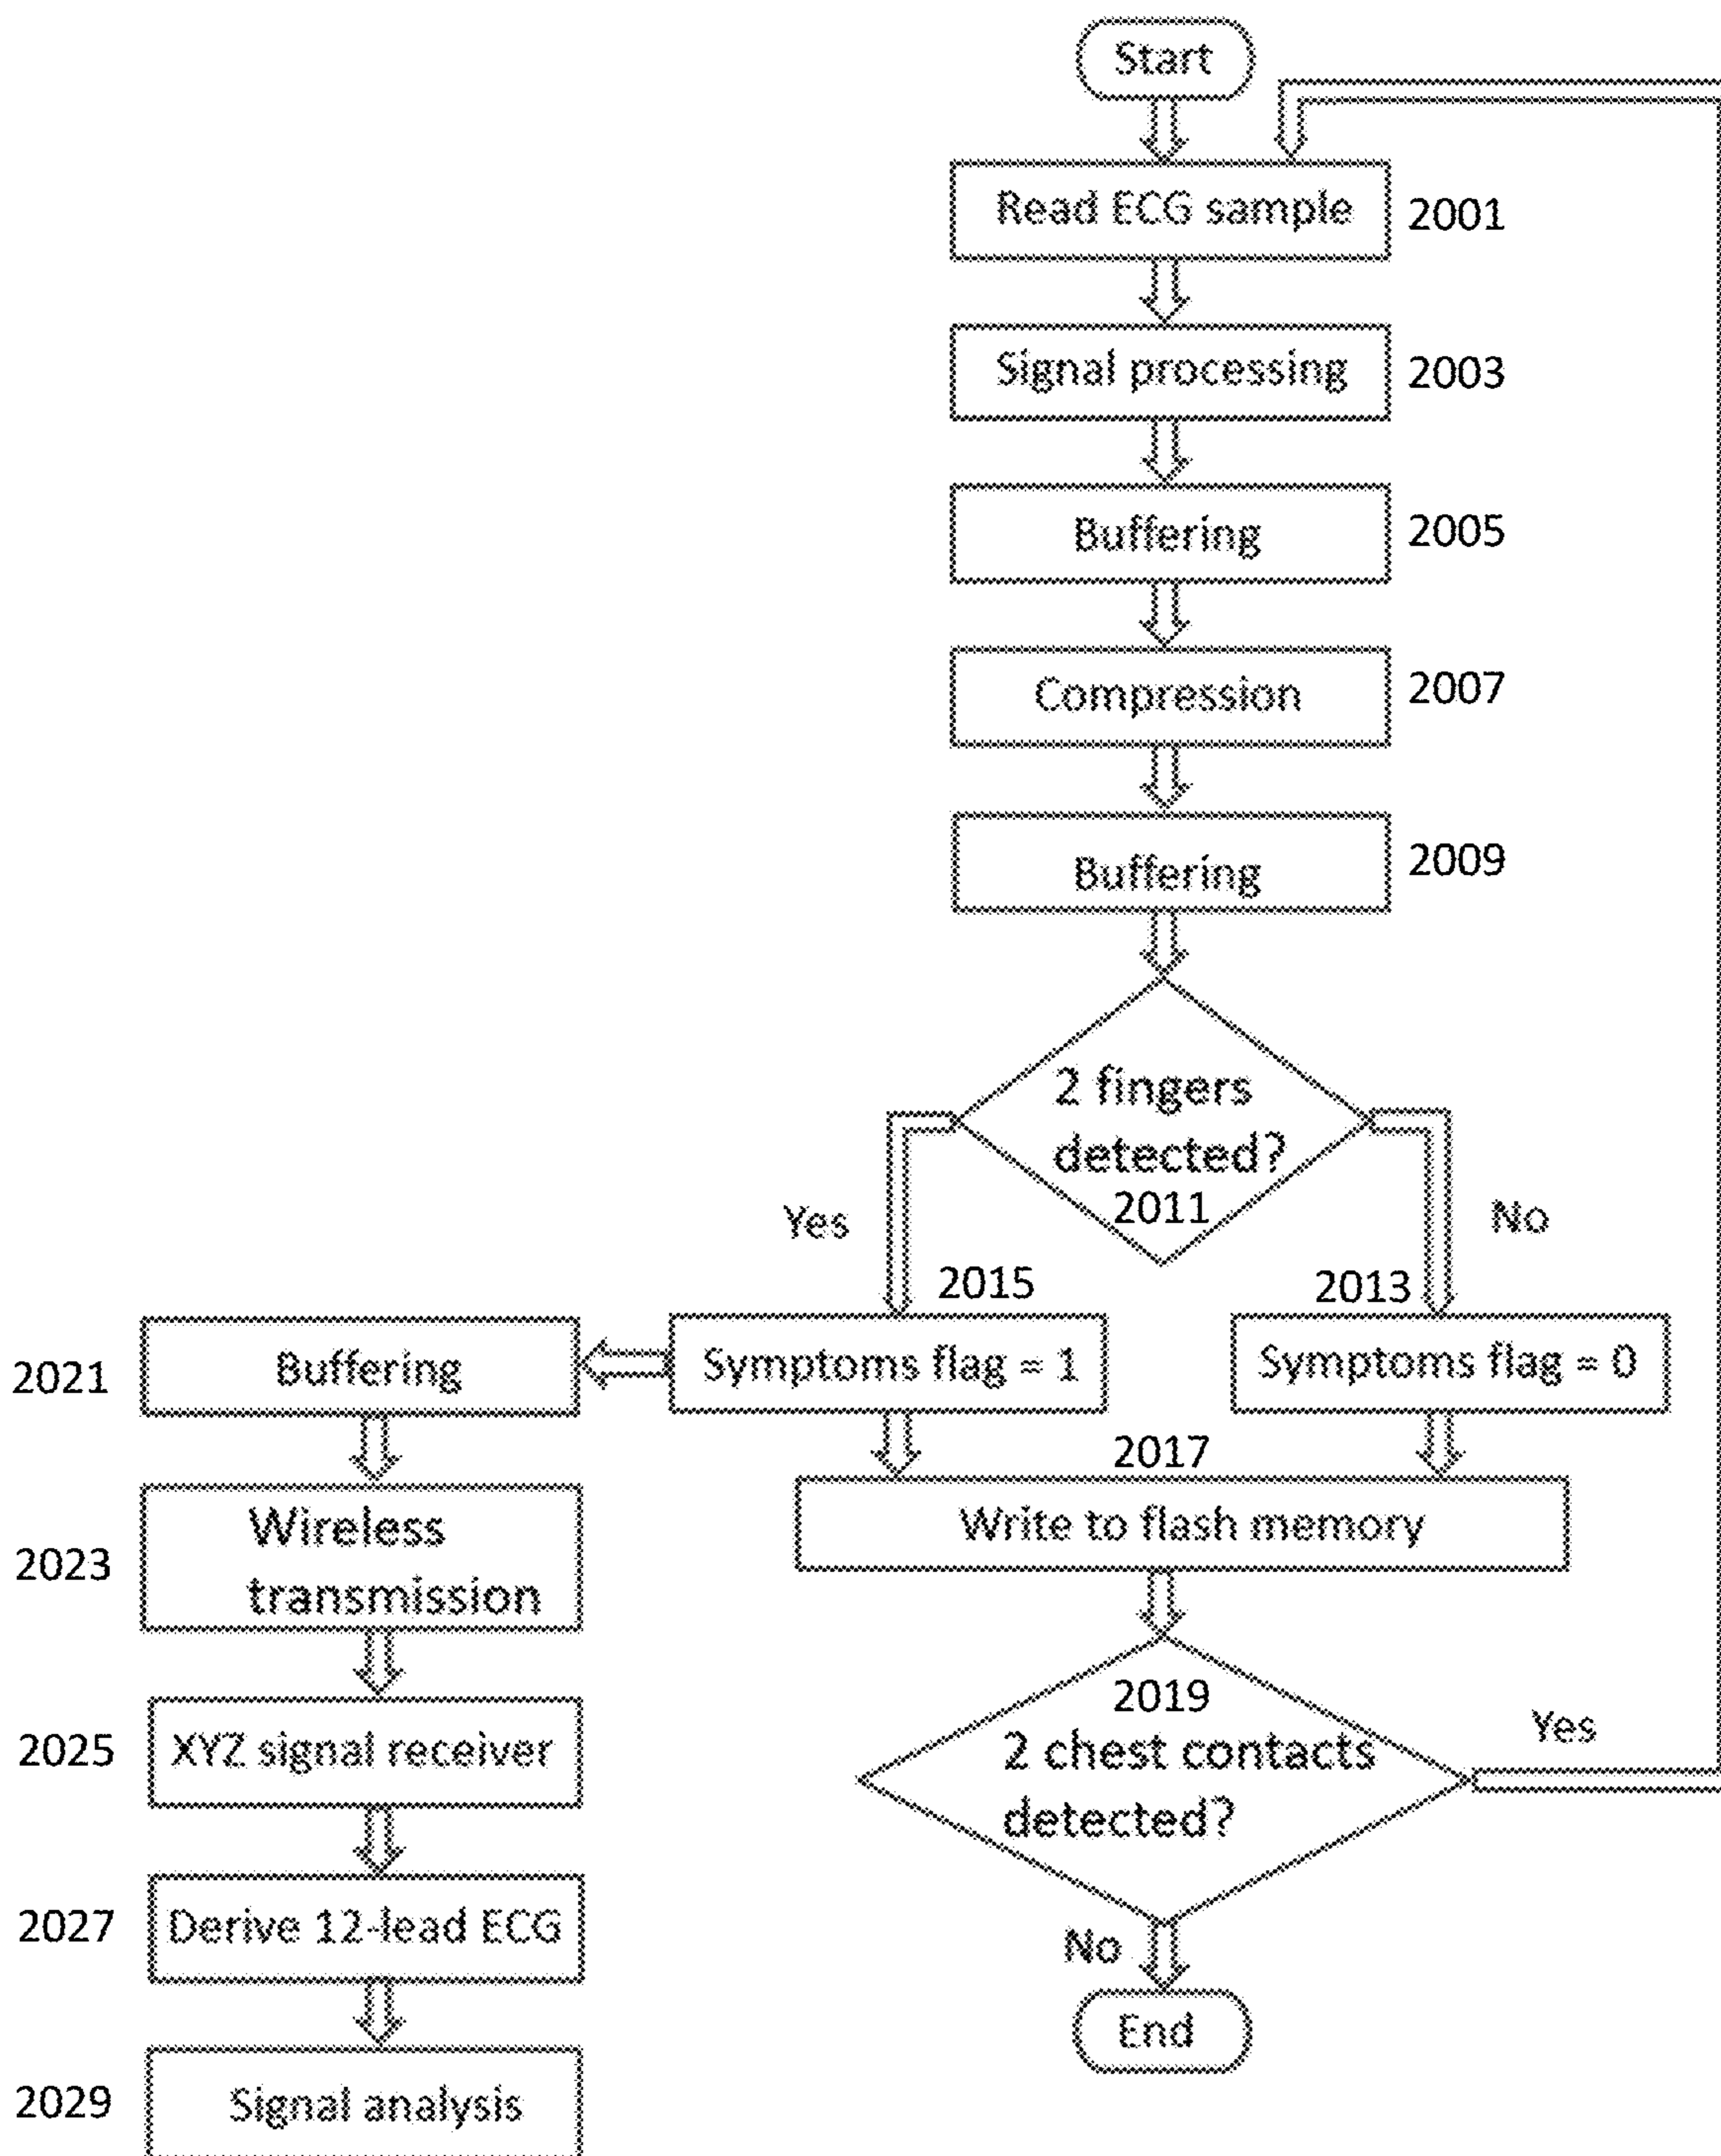 Start
Read ECG sample
2001
Signal processing
2003
Buffering
2005
Compression
2007
Buffering
2009
2 fingers
detected?
2011
Yes
No
2015
2013
2021
Buffering
Symptoms flag = 1
Symptoms flag = 0
2017
2023
Wireless
transmission
Write to flash memory
2019
2 chest contacts
detected?
Yes
2025
XYZ signal receiver
2027
Derive 12-lead ECG
No
End
2029
Signal analysis